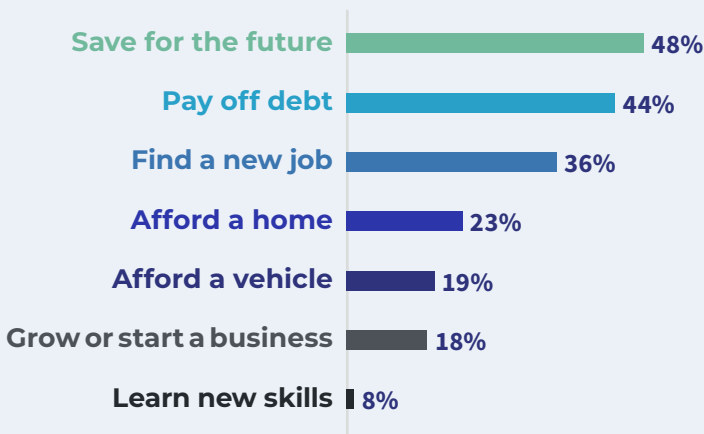 Save for the future 48%
Pay off debt 44%
Find a new job 36%
Afford a home 23%
Afford a vehicle 19%
Grow or start a business 18%
Learn new skills 8%